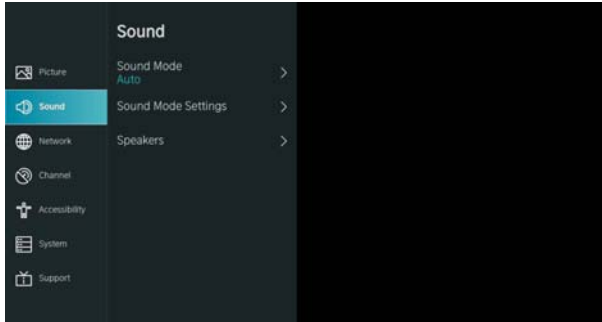 Picture
Sound
Network
Channel
Accessibility
System
Support
Sound
Sound Mode
Auto
Sound Mode Settings
Speakers